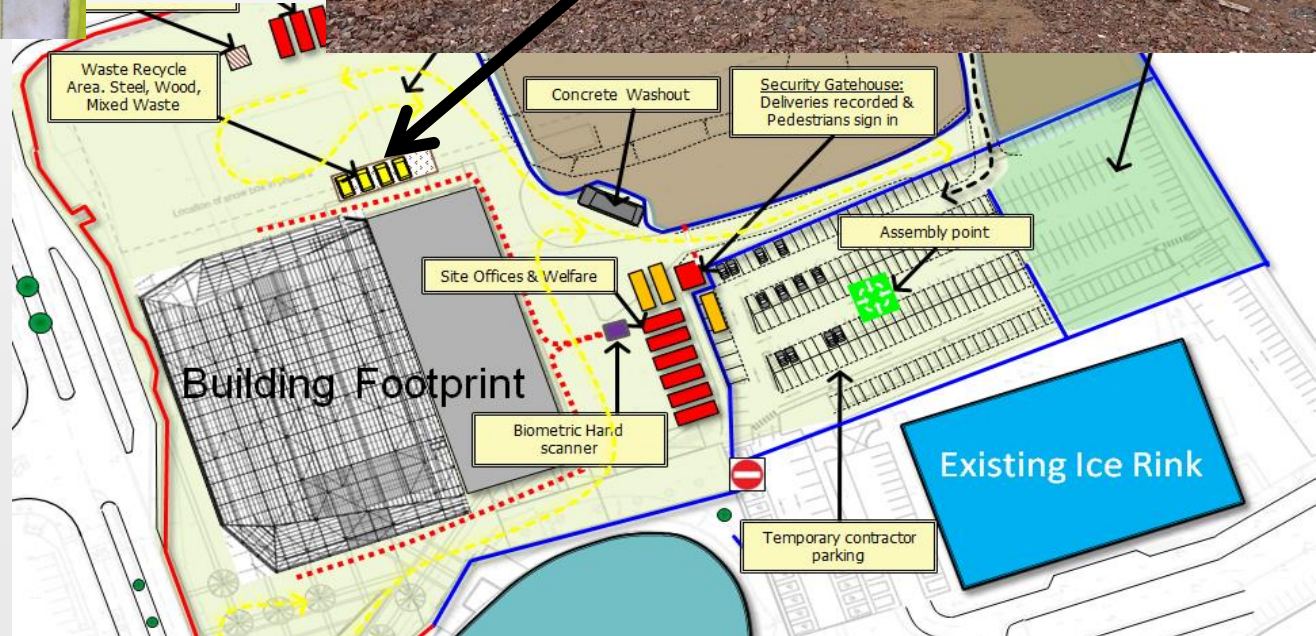 Waste Recycle
Area. Steel, Wood,
Mixed Waste
Concrete Washout
Security Gatehouse:
Deliveries recorded &
Pedestrians sign in
Assembly point
Site Offices & Welfare
Building Footprint
Biometric Hand
scanner
Existing Ice Rink
Temporary contractor
parking